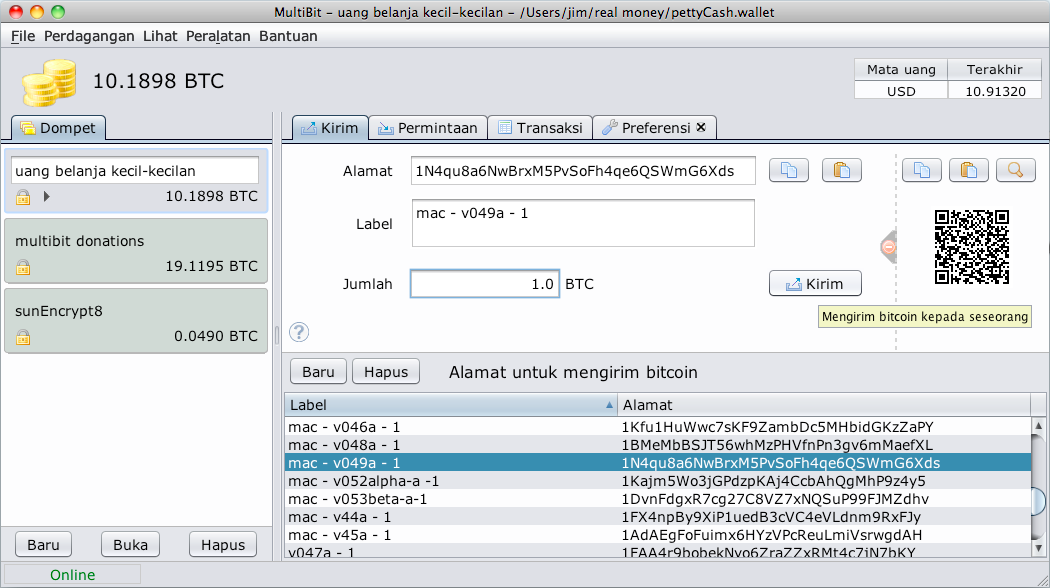 MultiBit - uang belanja kecil-kecilan - /Users/jim/real money/pettyCash.wallet
File Perdagangan Lihat Peralatan Bantuan
10.1898 BTC
Mata uang Terakhir
USD 10.91320
Dompet
Kirim Permintaan Transaksi Preferensi ×
uang belanja kecil-kecilan
10.1898 BTC
multibit donations
19.1195 BTC
sunEncrypt8
0.0490 BTC
Baru Buka Hapus
Online
Alamat 1N4qu8a6NwBrxM5PvSoFh4qe6QSWmG6Xds
Label mac - v049a - 1
Jumlah 1.0 BTC
Kirim
Mengirim bitcoin kepada seseorang
?
Baru Hapus Alamat untuk mengirim bitcoin
Label Alamat
mac - v046a - 1 1Kfu1HuWwc7sKF9ZambDc5MHbidGKzZaPY
mac - v048a - 1 1BMeMbBSJT56whMzPHVfnPn3gv6mMaefXL
mac - v049a - 1 1N4qu8a6NwBrxM5PvSoFh4qe6QSWmG6Xds
mac - v052alpha-a -1 1Kajm5Wo3jGPdzpKAj4CcbAhQgMhP9z4y5
mac - v053beta-a-1 1DvnFdgxR7cg27C8VZ7xNQSuP99FJMZdhv
mac - v44a - 1 1FX4npBy9XiP1uedB3cVC4eVLdnm9RxFJy
mac - v45a - 1 1AdAEgFoFuimx6HYzVPcReuLmiVsrwgdAH
v047a - 1 1FAA4r9bobekNyo6ZraZZxRMt4c7iN7bKY